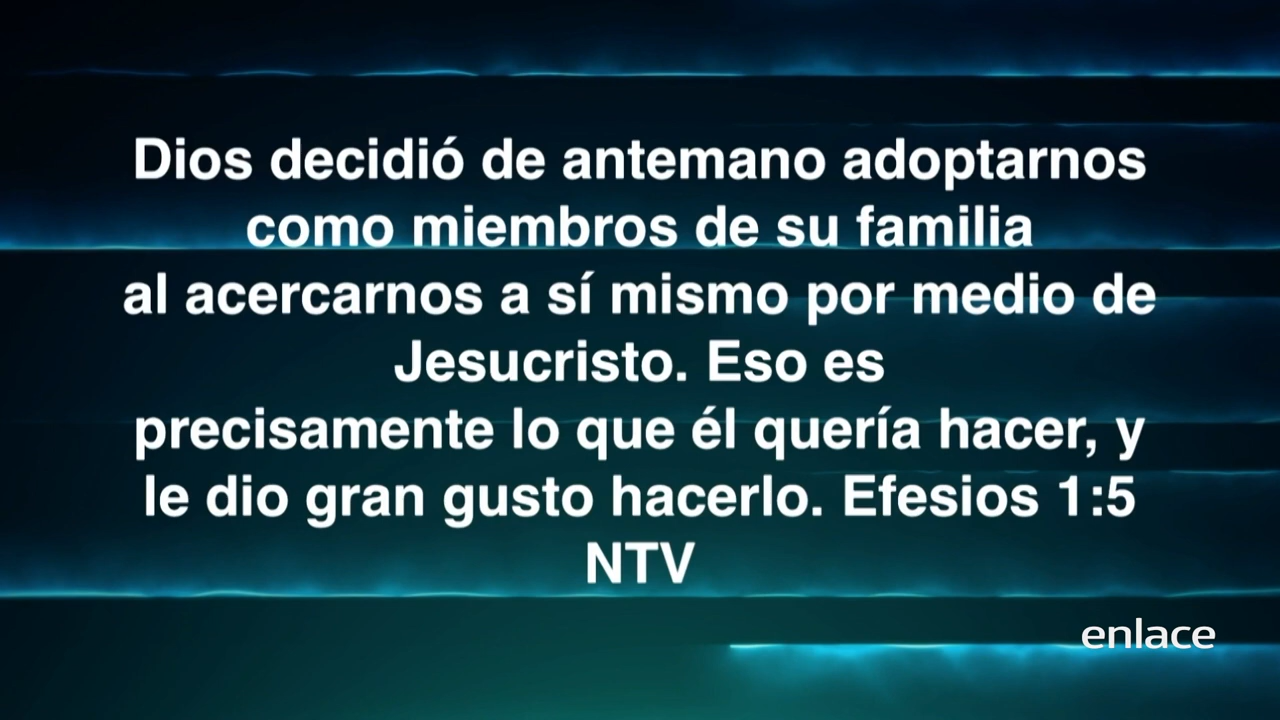 Dios decidió de antemano adoptarnos
como miembros de su familia
al acercarnos a sí mismo por medio de
Jesucristo. Eso es
precisamente lo que él quería hacer, y
le dio gran gusto hacerlo. Efesios 1:5
NTV
enlace